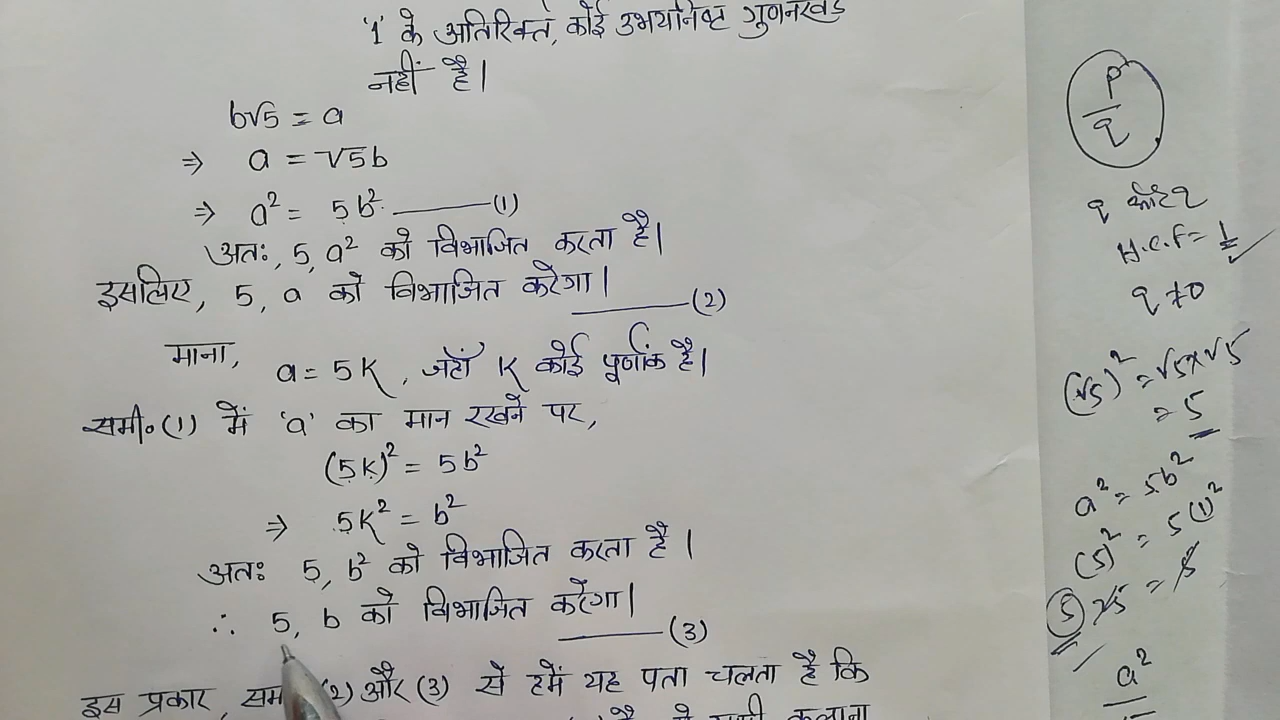 '1' के अतिरिक्त, कोई उभयनिष्ट गुणनखंड
नहीं है।
b√5 = a
⇒ a = √5b
⇒ a² = 5b² ——— (1)
अतः, 5, a² को विभाजित करता है।
इसलिए, 5, a को विभाजित करेगा। ——— (2)
माना, a = 5K, जहाँ K कोई पूर्णांक है।
समी० (1) में 'a' का मान रखने पर,
(5K)² = 5b²
⇒ 5K² = b²
अतः 5, b² को विभाजित करता है।
∴ 5, b को विभाजित करेगा। ——— (3)
इस प्रकार, सम (2) और (3) से हमें यह पता चलता है कि
p/q
H.C.F = 1
q ≠ 0
(√5)² = √5×√5
= 5
a² = 5b²
(5)² = 5(1)²
25 = 5
a²